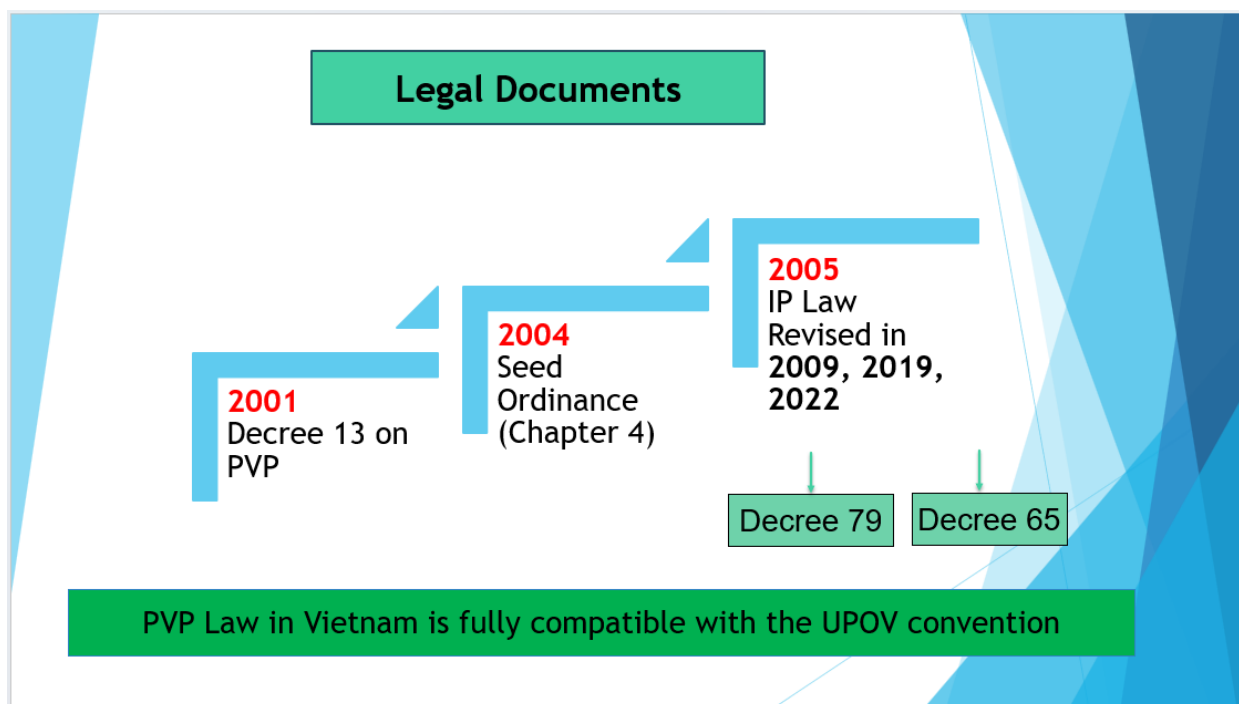 Legal Documents
2001
Decree 13 on
PVP
2004
Seed
Ordinance
(Chapter 4)
2005
IP Law
Revised in
2009, 2019,
2022
Decree 79
Decree 65
PVP Law in Vietnam is fully compatible with the UPOV convention